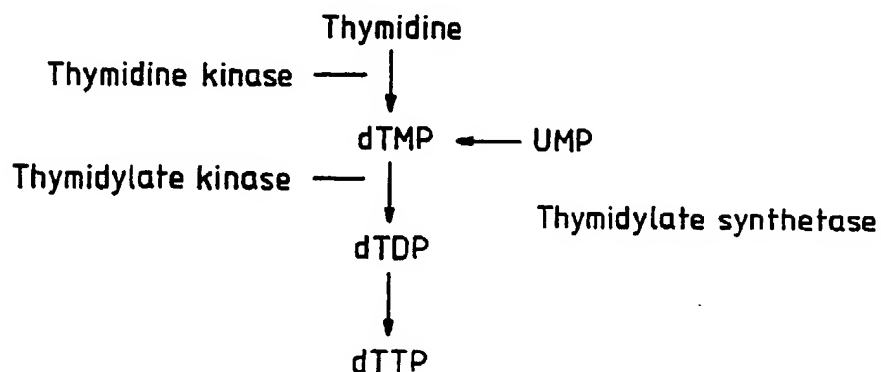 Thymidine
Thymidine kinase
dTMP
UMP
Thymidylate kinase
Thymidylate synthetase
dTDP
dTTP